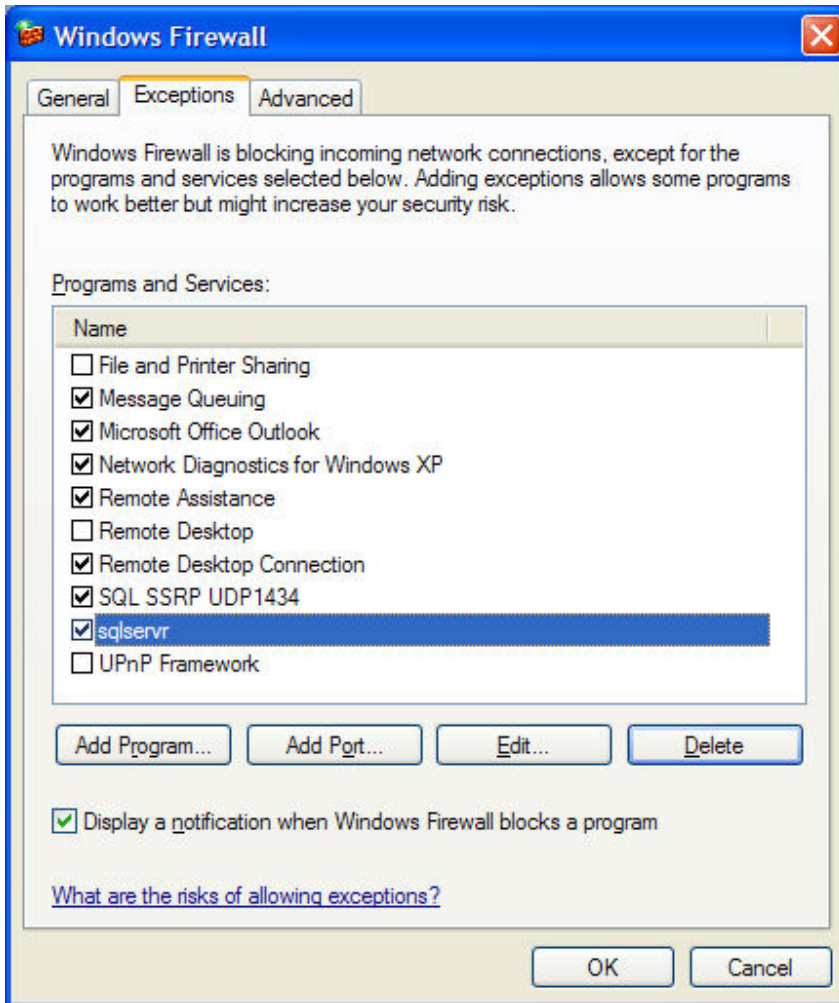 Windows Firewall
General Exceptions Advanced
Windows Firewall is blocking incoming network connections, except for the
programs and services selected below. Adding exceptions allows some programs
to work better but might increase your security risk.
Programs and Services:
Name
File and Printer Sharing
Message Queuing
Microsoft Office Outlook
Network Diagnostics for Windows XP
Remote Assistance
Remote Desktop
Remote Desktop Connection
SQL SSRP UDP1434
sqlservr
UPnP Framework
Add Program... Add Port... Edit... Delete
Display a notification when Windows Firewall blocks a program
What are the risks of allowing exceptions?
OK Cancel